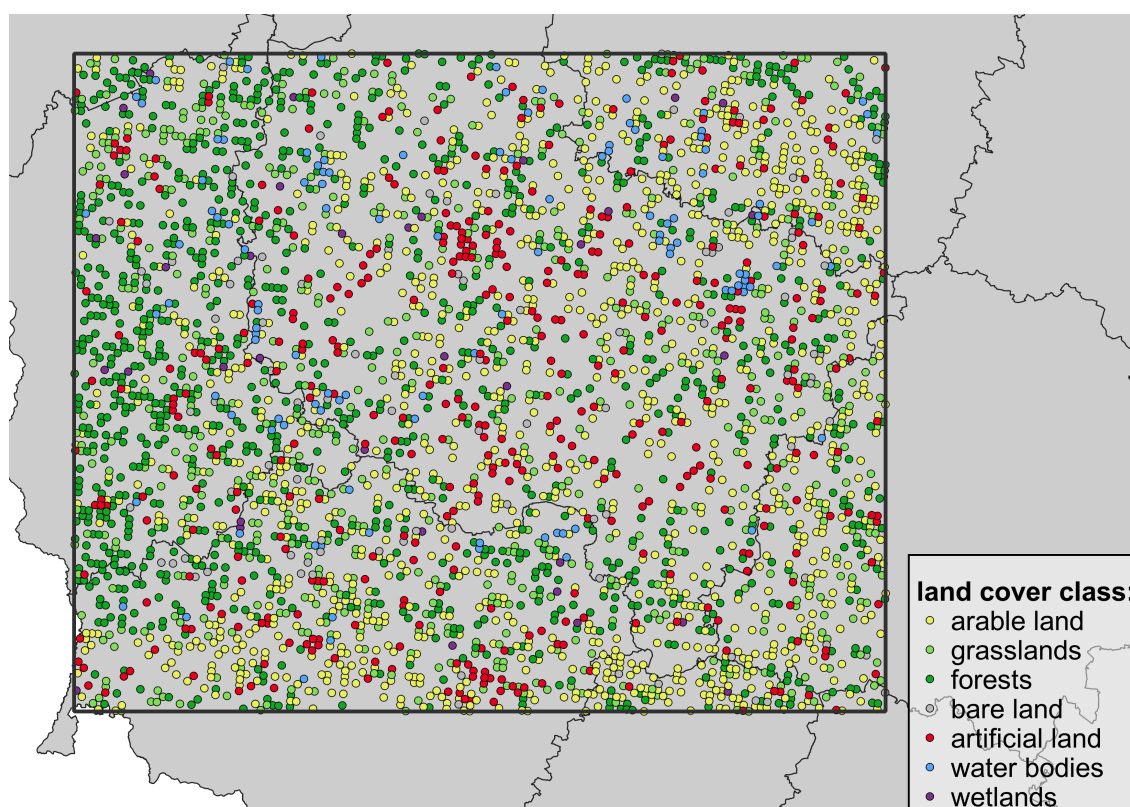 land cover class:
arable land
grasslands
forests
bare land
artificial land
water bodies
wetlands